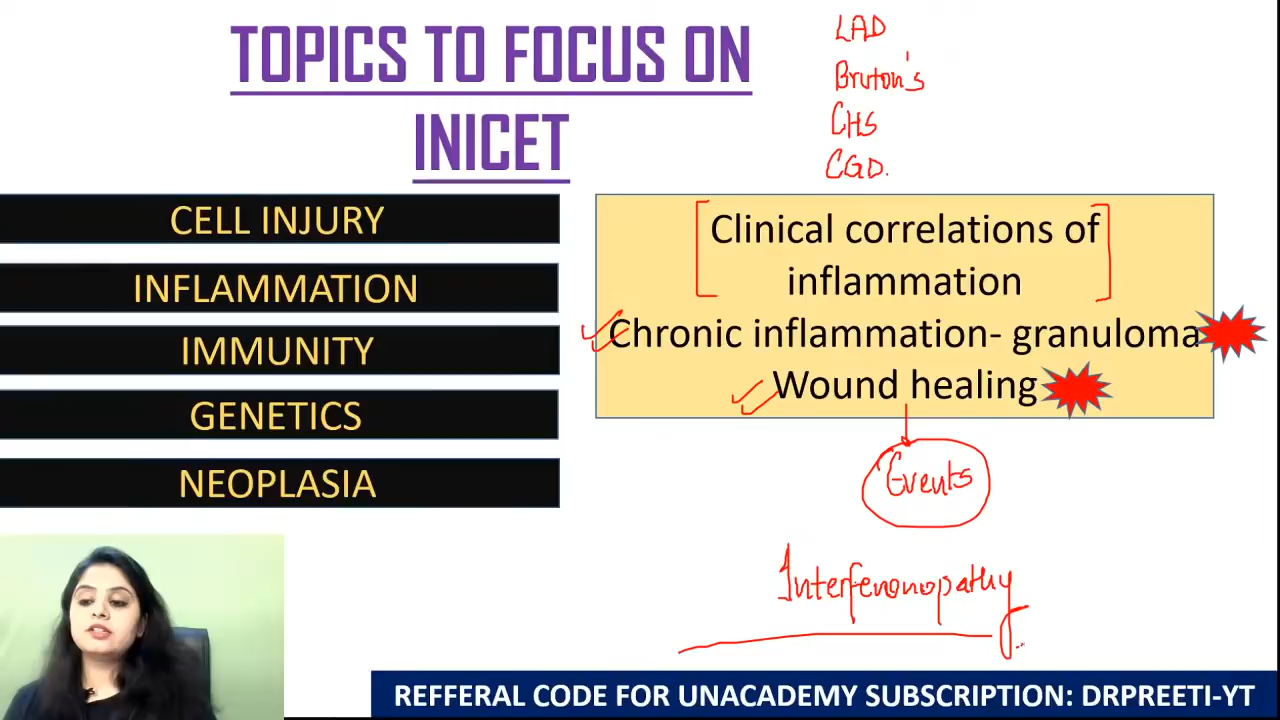 TOPICS TO FOCUS ON
INICET
LAD
Bruton's
CHS
CGD.
CELL INJURY
INFLAMMATION
IMMUNITY
GENETICS
NEOPLASIA
Clinical correlations of
inflammation
Chronic inflammation- granuloma
Wound healing
Events
Interferonopathy
REFFERAL CODE FOR UNACADEMY SUBSCRIPTION: DRPREETI-YT